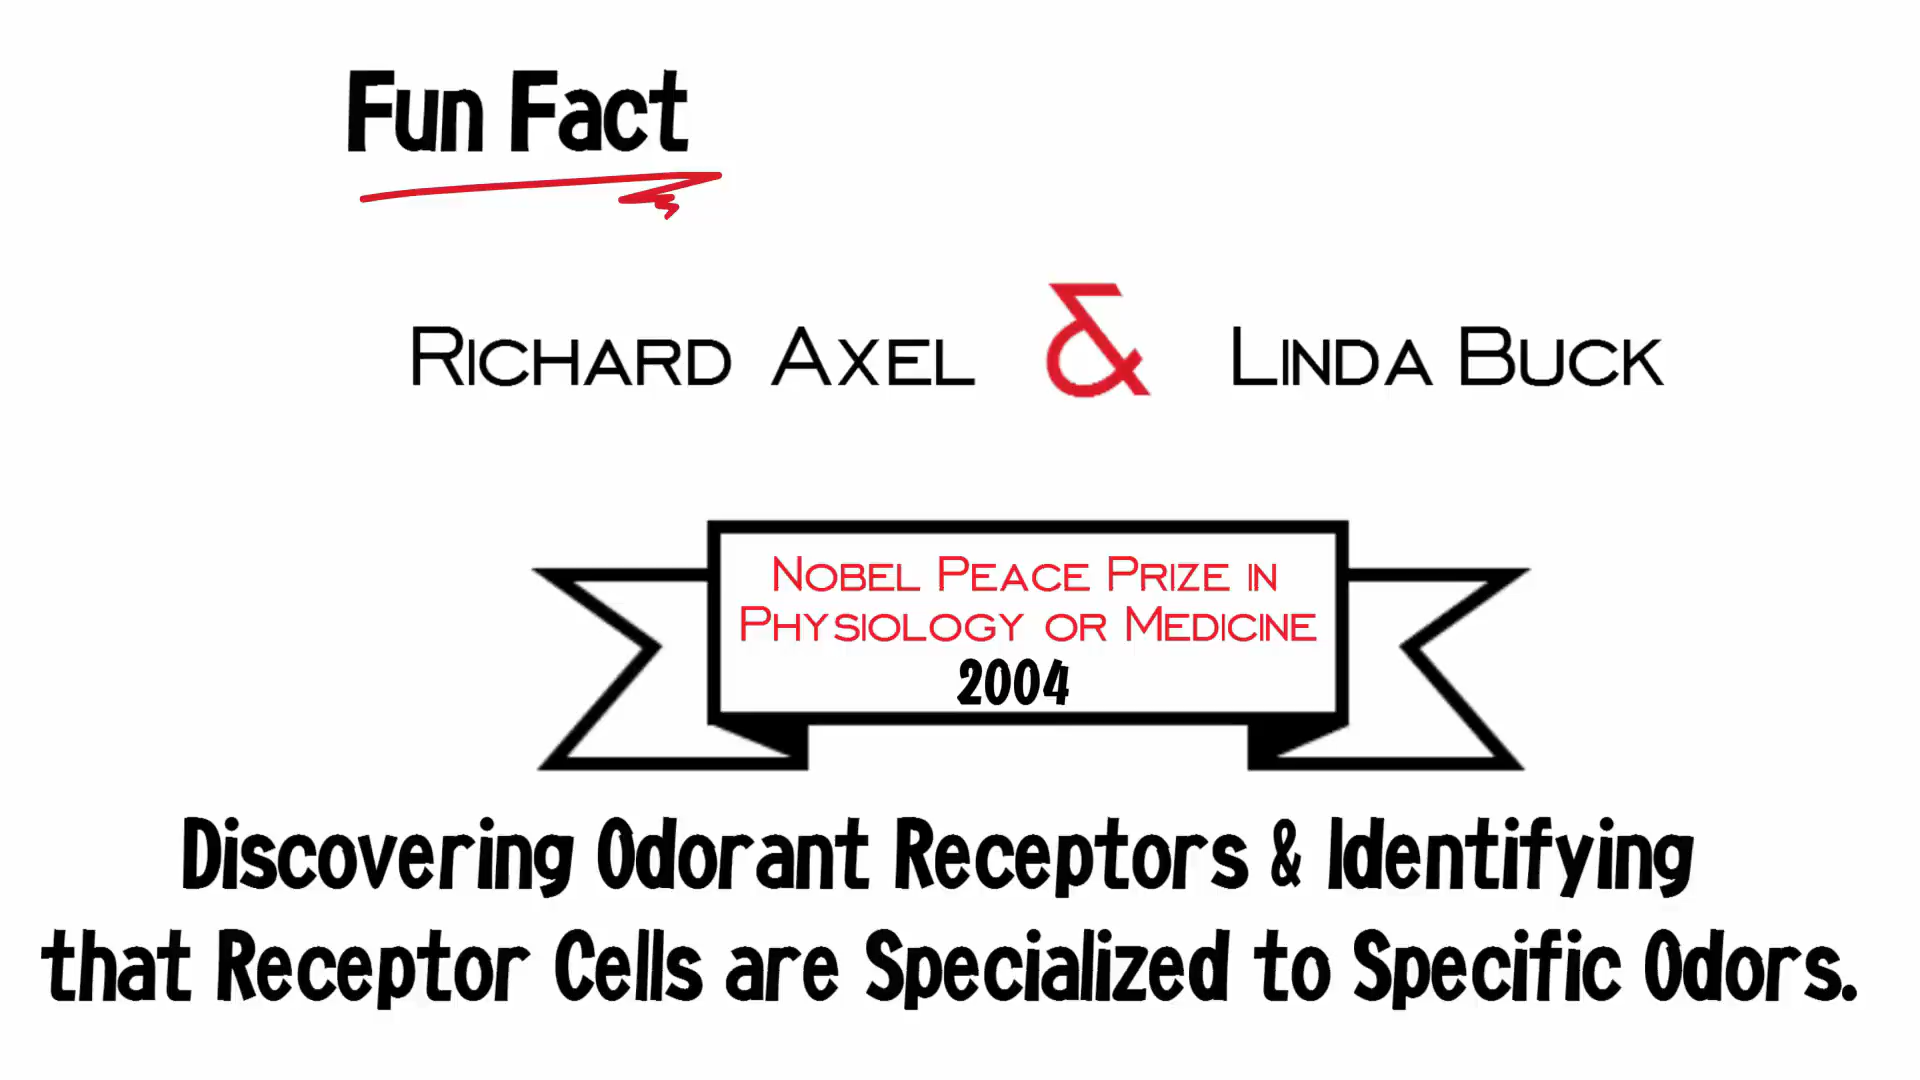 Fun Fact
Richard Axel & Linda Buck
Nobel Peace Prize in
Physiology or Medicine
2004
Discovering Odorant Receptors & Identifying
that Receptor Cells are Specialized to Specific Odors.